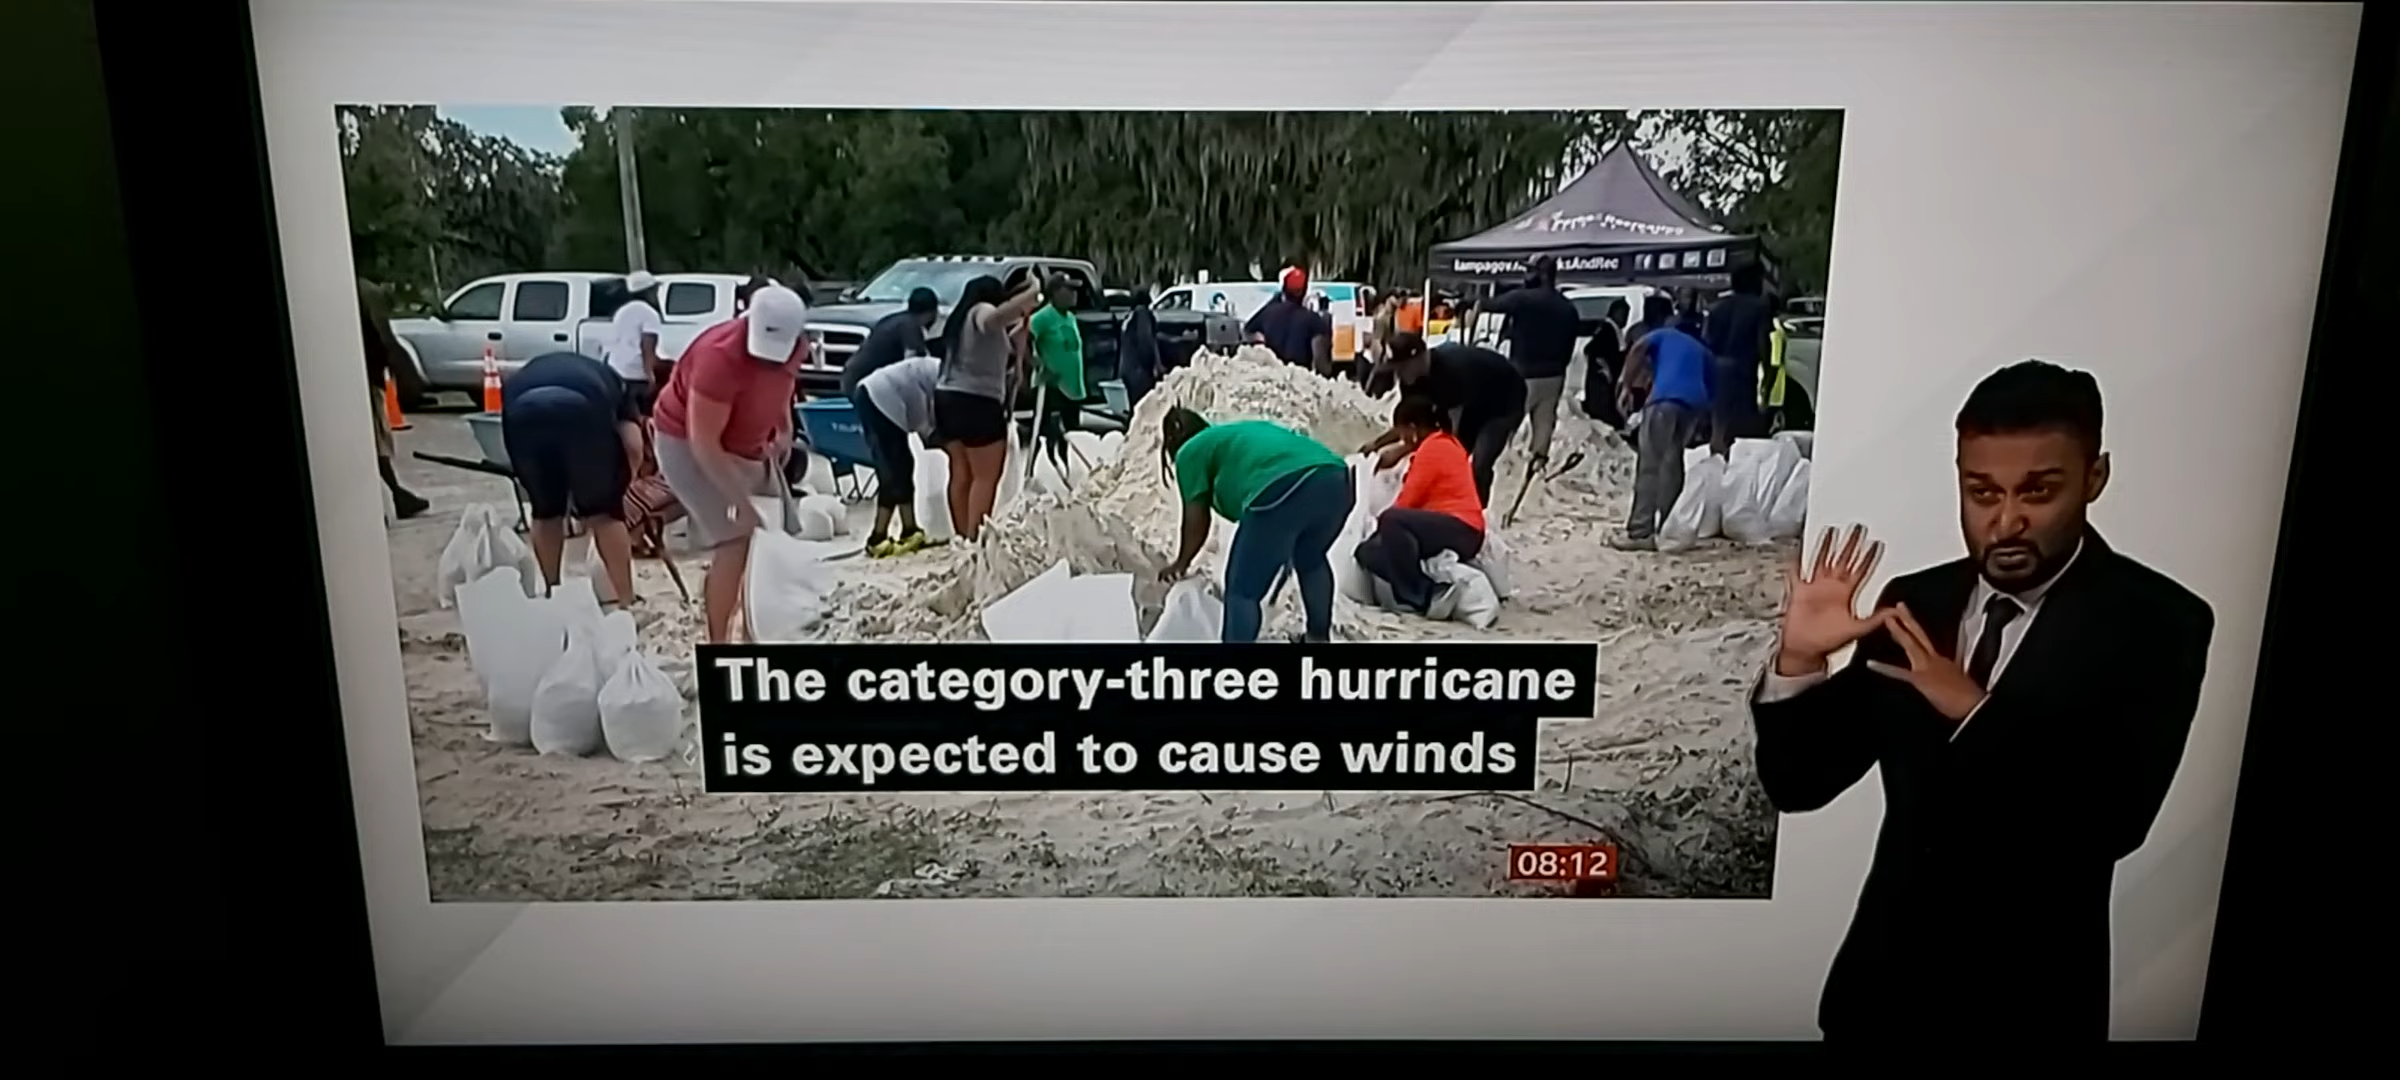 The category-three hurricane
is expected to cause winds
08:12